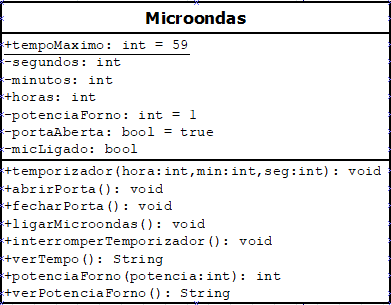 Microondas
+tempoMaximo: int = 59
-segundos: int
-minutos: int
+horas: int
-potenciaForno: int = 1
-portaAberta: bool = true
-micLigado: bool
+temporizador(hora:int,min:int,seg:int): void
+abrirPorta(): void
+fecharPorta(): void
+ligarMicroondas(): void
+interromperTemporizador(): void
+verTempo(): String
+potenciaForno(potencia:int): int
+verPotenciaForno(): String